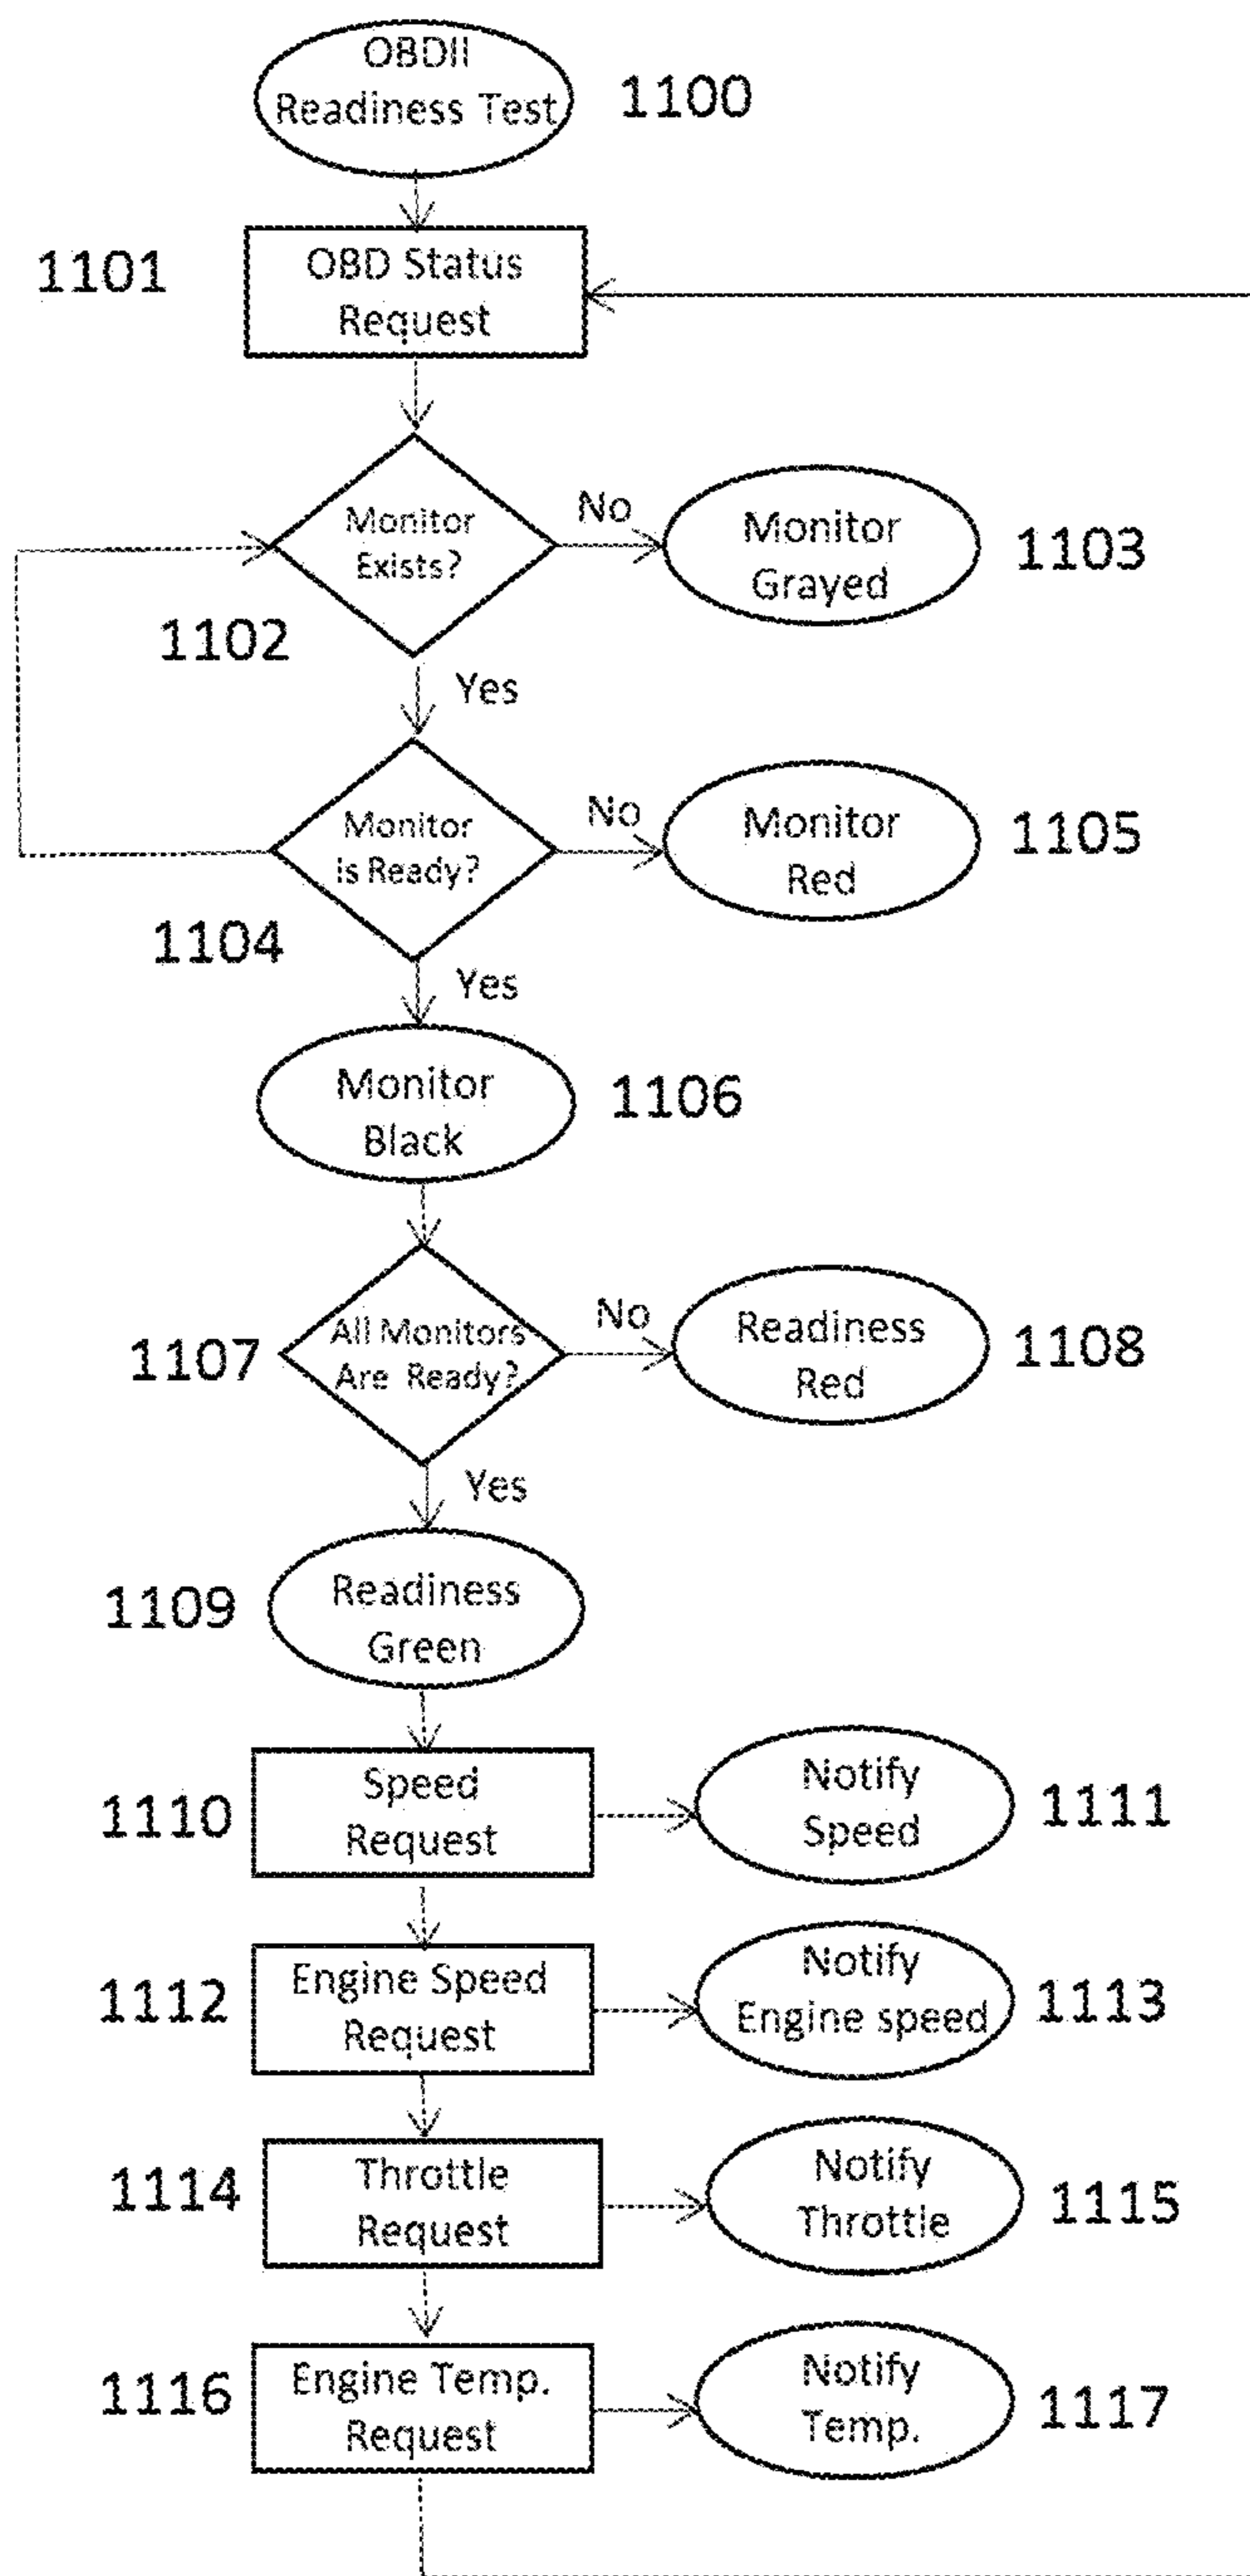 OBDII
Readiness Test
1100
1101
OBD Status
Request
Monitor
Exists?
No
Monitor
Grayed
1103
1102
Yes
Monitor
is Ready?
No
Monitor
Red
1105
1104
Yes
Monitor
Black
1106
1107
All Monitors
Are Ready?
No
Readiness
Red
1108
Yes
1109
Readiness
Green
1110
Speed
Request
Notify
Speed
1111
1112
Engine Speed
Request
Notify
Engine speed
1113
1114
Throttle
Request
Notify
Throttle
1115
1116
Engine Temp.
Request
Notify
Temp.
1117